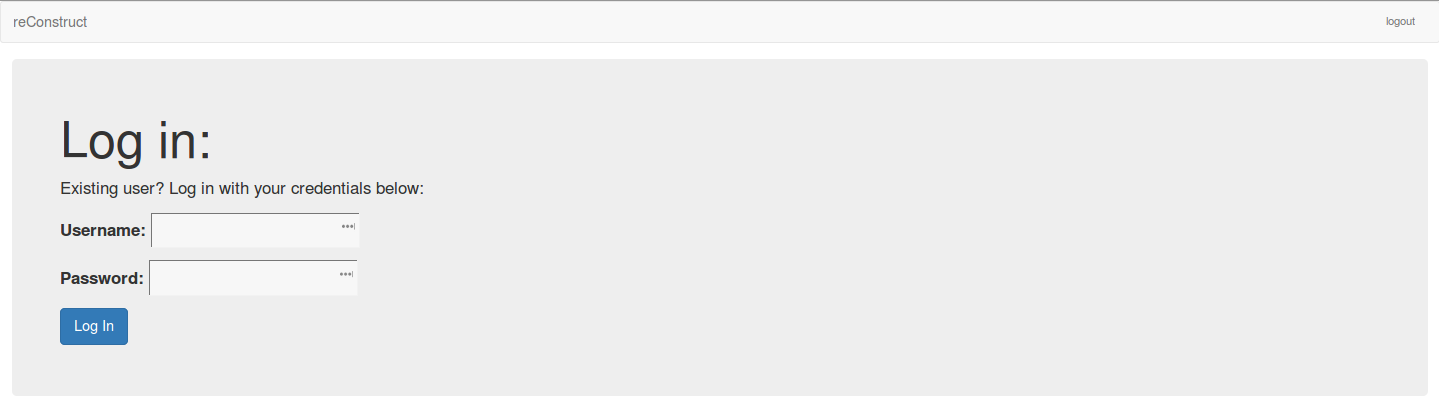 reConstruct logout
Log in:
Existing user? Log in with your credentials below:
Username:
Password:
Log In